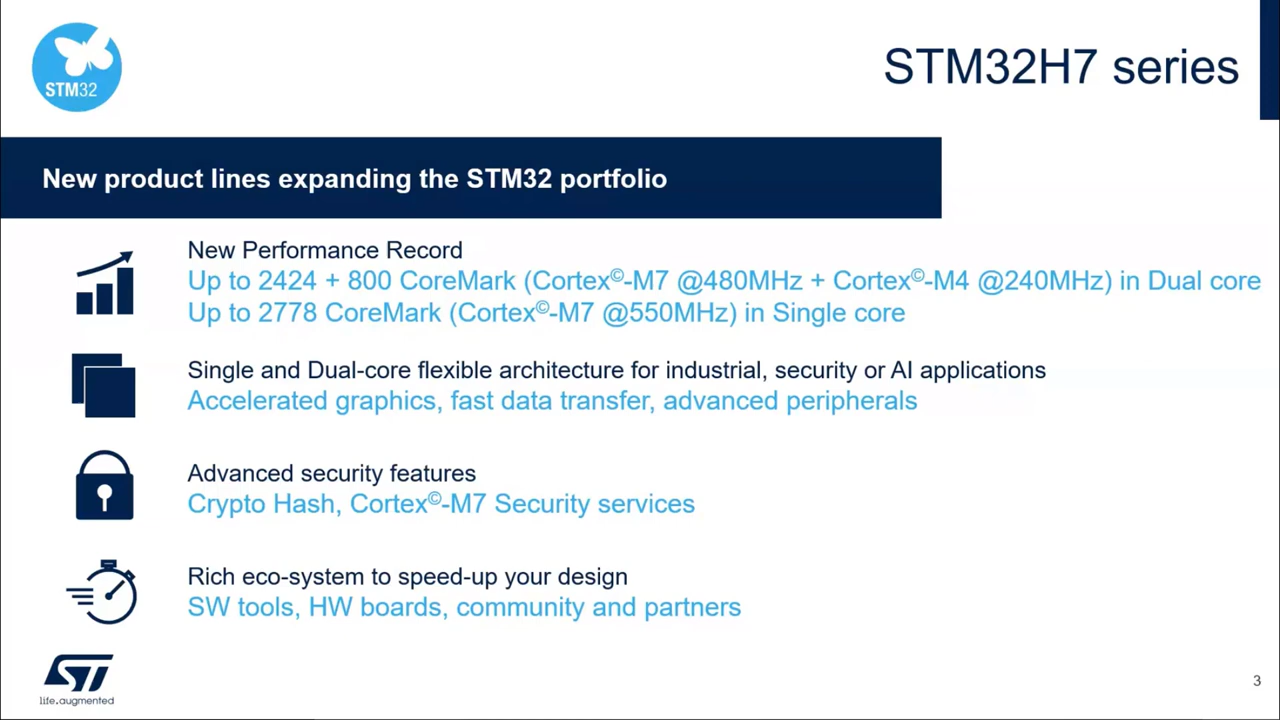 STM32
STM32H7 series
New product lines expanding the STM32 portfolio
New Performance Record
Up to 2424 + 800 CoreMark (Cortex©-M7 @480MHz + Cortex©-M4 @240MHz) in Dual core
Up to 2778 CoreMark (Cortex©-M7 @550MHz) in Single core
Single and Dual-core flexible architecture for industrial, security or AI applications
Accelerated graphics, fast data transfer, advanced peripherals
Advanced security features
Crypto Hash, Cortex©-M7 Security services
Rich eco-system to speed-up your design
SW tools, HW boards, community and partners
ST
life.augmented
3